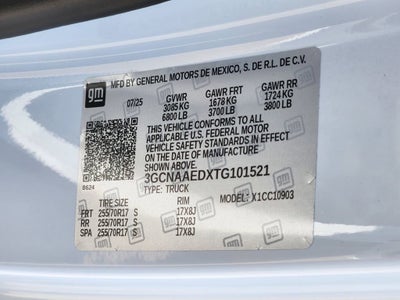 gm
MFD BY GENERAL MOTORS DE MEXICO, S. DE R.L. DE C.V.
07/25 GVWR GAWR FRT GAWR RR
3085 KG 1678 KG 1724 KG
6800 LB 3700 LB 3800 LB
THIS VEHICLE CONFORMS TO ALL
APPLICABLE U.S. FEDERAL MOTOR
VEHICLE SAFETY STANDARDS IN EFFECT
ON THE DATE OF MANUFACTURE
SHOWN ABOVE.
3GCNAAEDXTG101521
B624 TYPE: TRUCK MODEL: X1CC10903
TIRE SIZE RIM
FRT 255/70R17 S 17X8J
RR 255/70R17 S 17X8J
SPA 255/70R17 S 17X8J